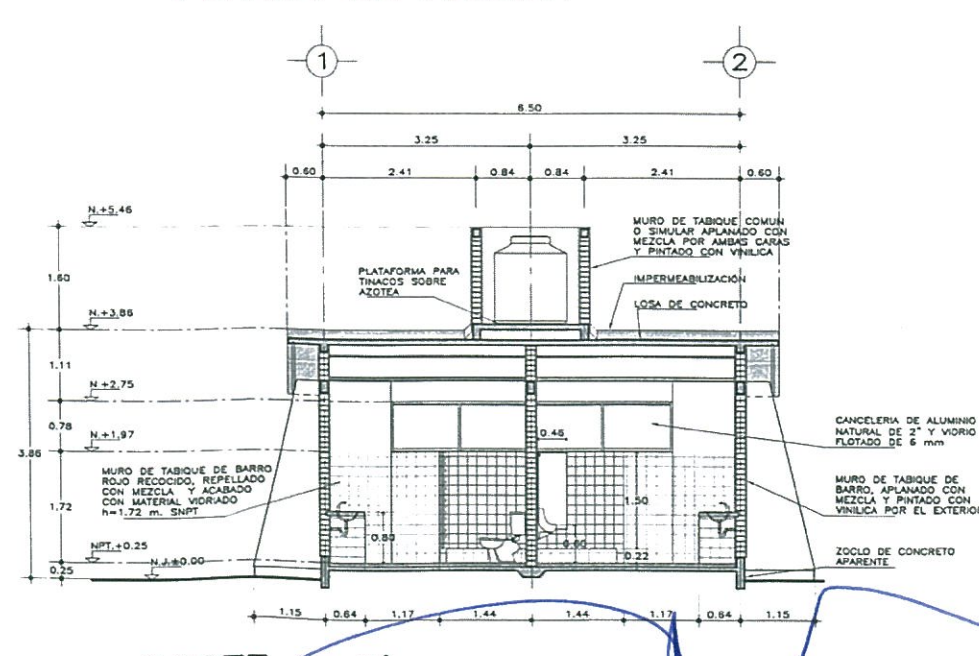 1
2
6.50
3.25
3.25
0.60
2.41
0.84
0.84
2.41
0.60
N.+5.46
MURO DE TABIQUE COMUN
O SIMULAR APLANADO CON
MEZCLA POR AMBAS CARAS
Y PINTADO CON VINILICA
PLATAFORMA PARA
TINACOS SOBRE
AZOTEA
IMPERMEABILIZACIÓN
LOSA DE CONCRETO
1.60
N.+3.86
1.11
N+2.75
0.78
3.86
N.+1.97
0.46
CANCELERIA DE ALUMINIO
NATURAL DE 2" Y VIDRIO
FLOTADO DE 6 mm
MURO DE TABIQUE DE BARRO
ROJO RECOCIDO, REPELLADO
CON MEZCLA Y ACABADO
CON MATERIAL VIDRIADO
h=1.72 m. SNPT
MURO DE TABIQUE DE
BARRO, APLANADO CON
MEZCLA Y PINTADO CON
VINILICA POR EL EXTERIOR
1.72
1.50
0.80
0.60
0.22
NPT.+0.25
N.J.±0.00
0.25
ZOCLO DE CONCRETO
APARENTE
1.15
0.64
1.17
1.44
1.44
1.17
0.64
1.15